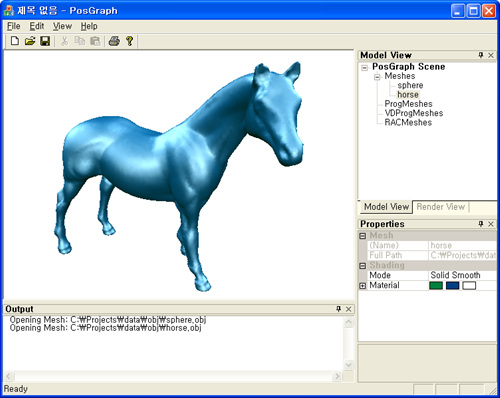 제목 없음 - PosGraph
File Edit View Help
Model View
PosGraph Scene
Meshes
sphere
horse
ProgMeshes
VDProgMeshes
RACMeshes
Model View Render View
Properties
Mesh
(Name) horse
Full Path C:₩Projects₩dat
Shading
Mode Solid Smooth
Material
Output
Opening Mesh: C:₩Projects₩data₩obj₩sphere,obj
Opening Mesh: C:₩Projects₩data₩obj₩horse,obj
Ready